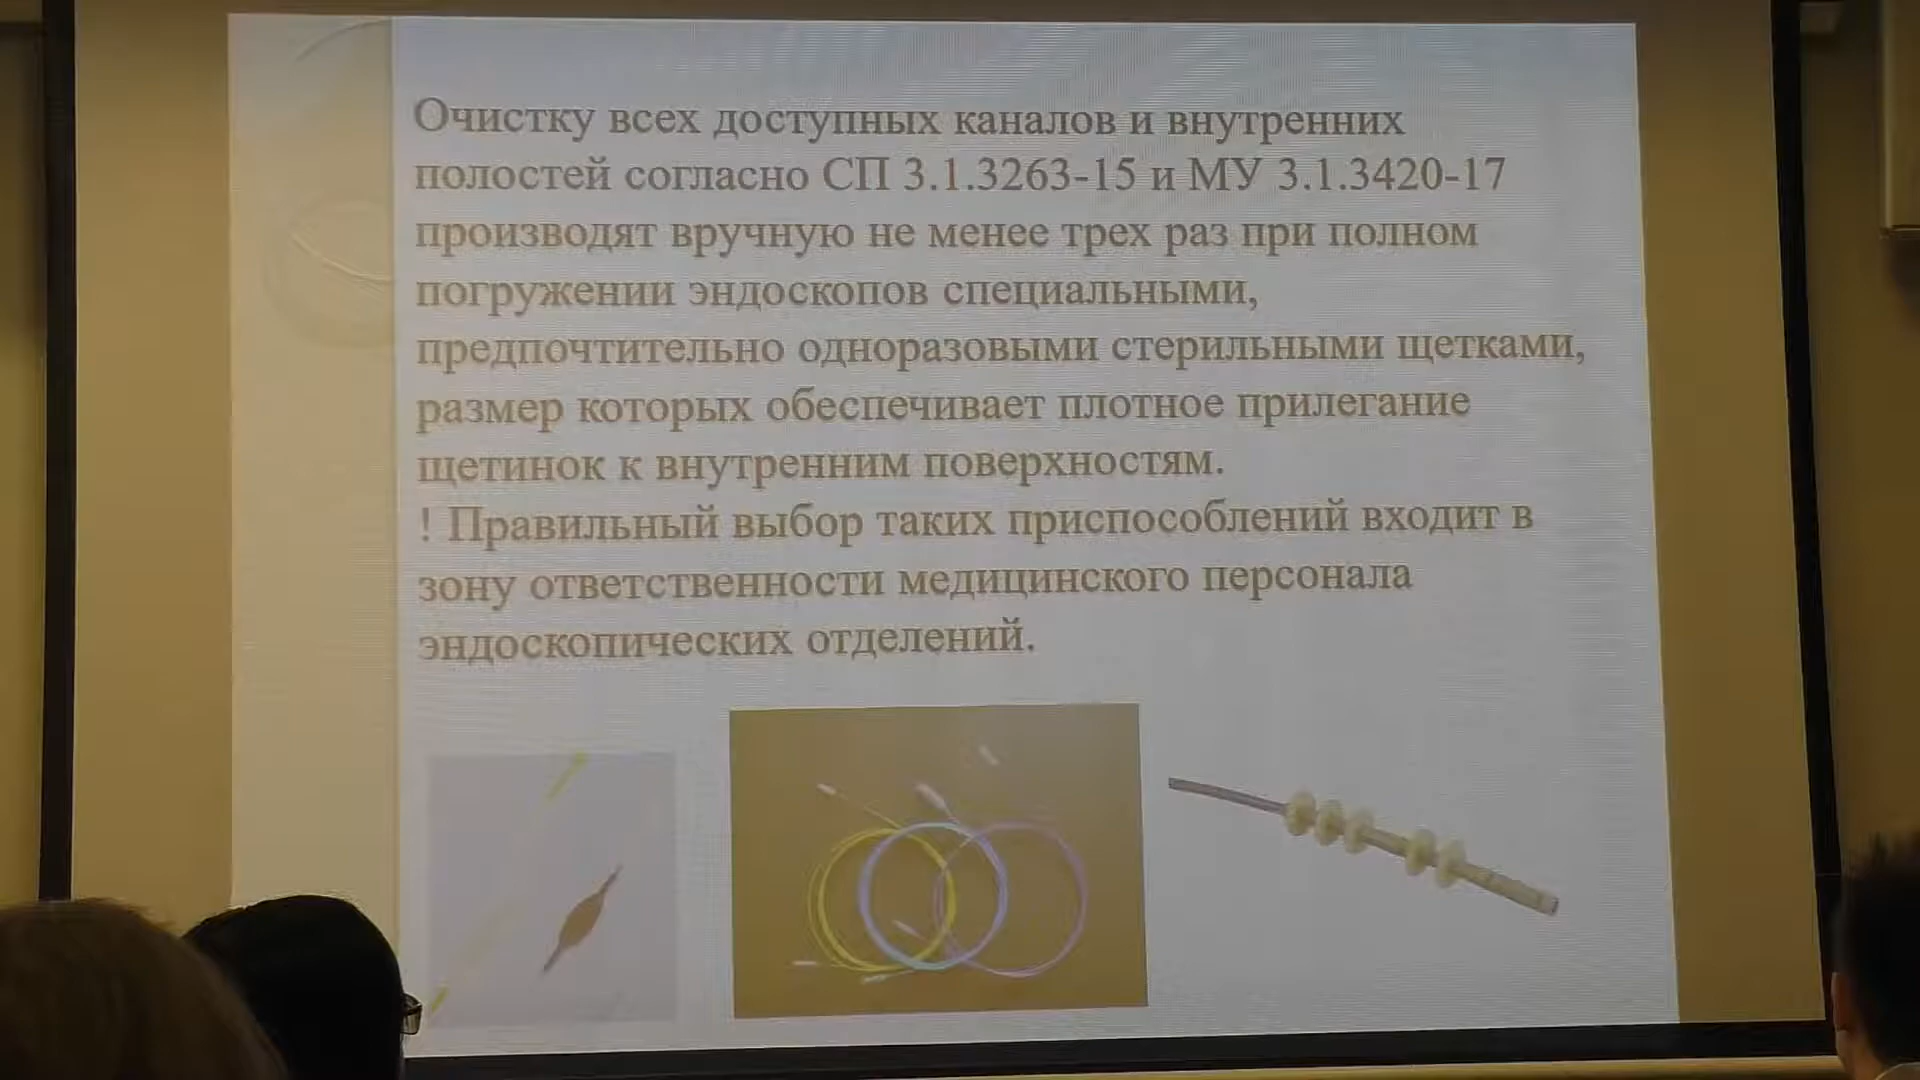 Очистку всех доступных каналов и внутренних
полостей согласно СП 3.1.3263-15 и МУ 3.1.3420-17
производят вручную не менее трех раз при полном
погружении эндоскопов специальными,
предпочтительно одноразовыми стерильными щетками,
размер которых обеспечивает плотное прилегание
щетинок к внутренним поверхностям.
! Правильный выбор таких приспособлений входит в
зону ответственности медицинского персонала
эндоскопических отделений.